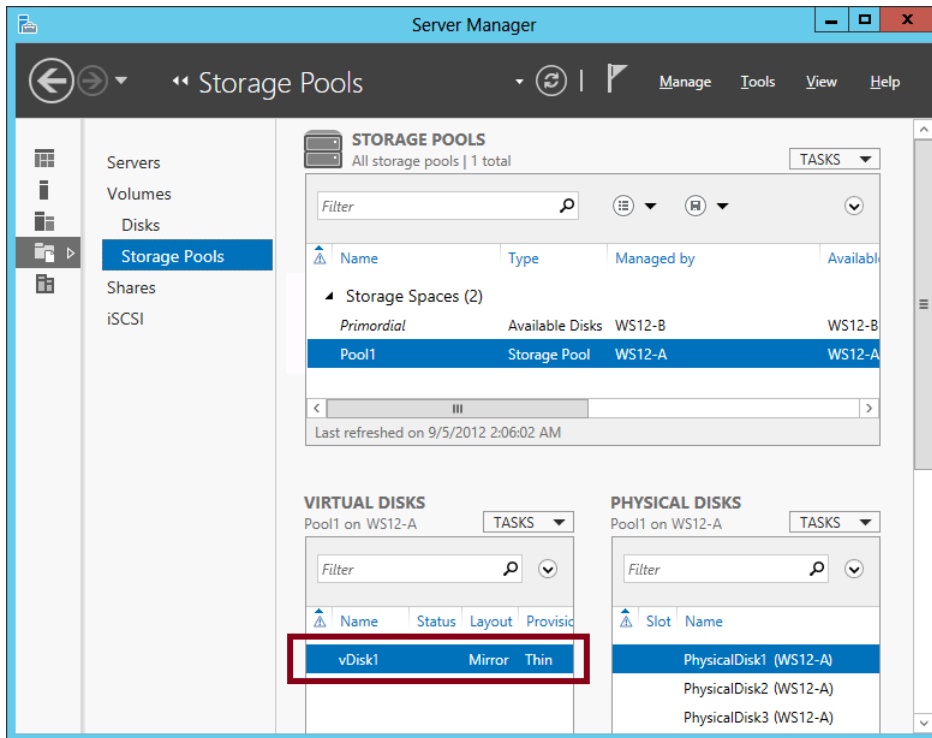 Server Manager
Storage Pools
Manage Tools View Help
Servers
Volumes
Disks
Storage Pools
Shares
iSCSI
STORAGE POOLS
All storage pools | 1 total
TASKS
Filter
Name Type Managed by Availabl
Storage Spaces (2)
Primordial Available Disks WS12-B WS12-B
Pool1 Storage Pool WS12-A WS12-A
Last refreshed on 9/5/2012 2:06:02 AM
VIRTUAL DISKS
Pool1 on WS12-A
TASKS
Filter
Name Status Layout Provisic
vDisk1 Mirror Thin
PHYSICAL DISKS
Pool1 on WS12-A
TASKS
Filter
Slot Name
PhysicalDisk1 (WS12-A)
PhysicalDisk2 (WS12-A)
PhysicalDisk3 (WS12-A)